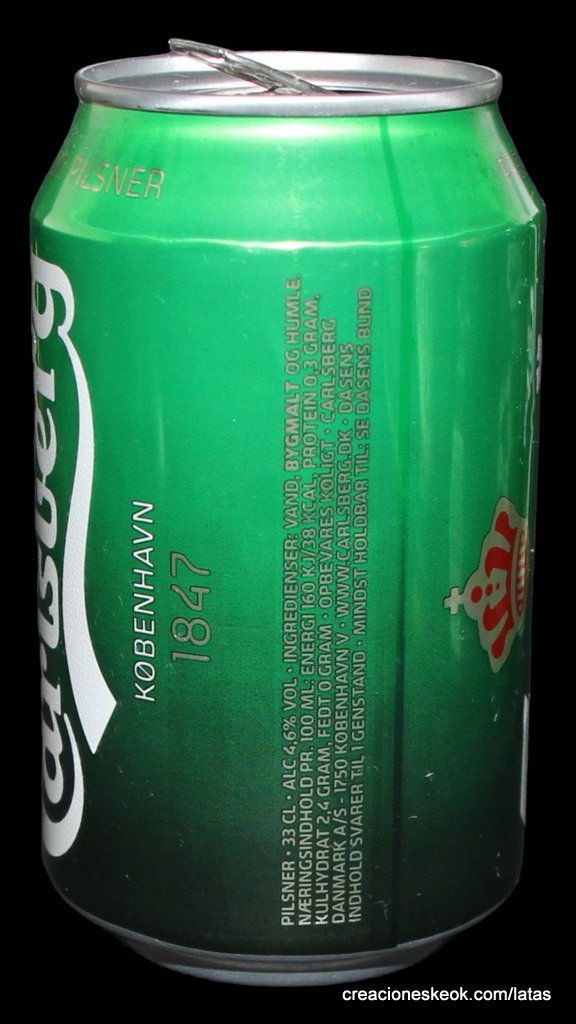 PILSNER
Carlsberg
KØBENHAVN
1847
PILSNER • 33 CL • ALC 4,6% VOL • INGREDIENSER: VAND, BYGMALT OG HUMLE.
NÆRINGSINDHOLD PR. 100 ML: ENERGI 160 KJ/38 KCAL, PROTEIN 0,3 GRAM,
KULHYDRAT 2,4 GRAM, FEDT 0 GRAM • OPBEVARES KØLIGT • CARLSBERG
DANMARK A/S - 1750 KØBENHAVN V • WWW.CARLSBERG.DK • DÅSENS
INDHOLD SVARER TIL 1 GENSTAND • MINDST HOLDBAR TIL: SE DÅSENS BUND
creacioneskeok.com/latas